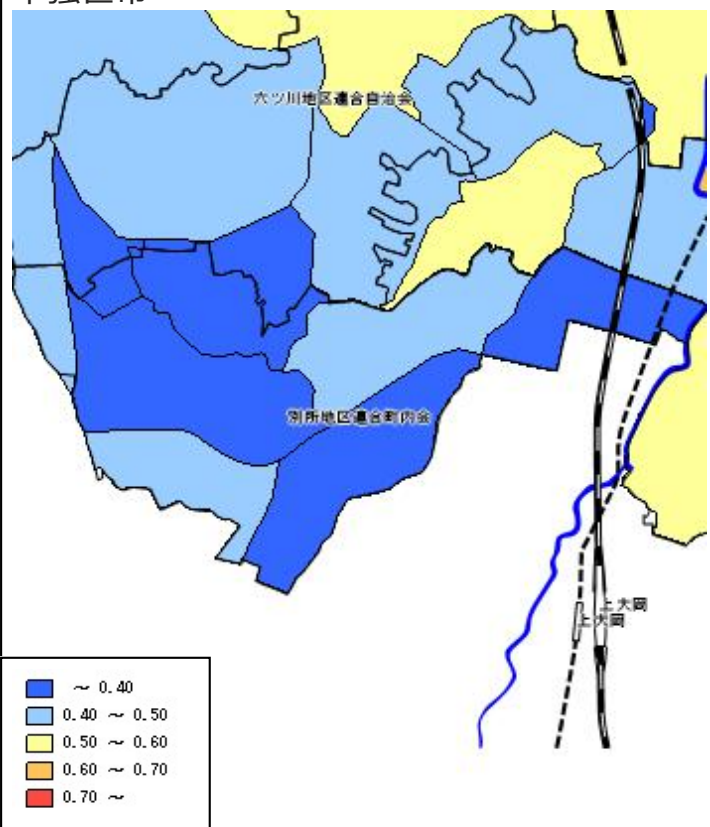 六ツ川地区連合自治会
別所地区連合町内会
上大岡
上大岡
～ 0.40
0.40 ～ 0.50
0.50 ～ 0.60
0.60 ～ 0.70
0.70 ～